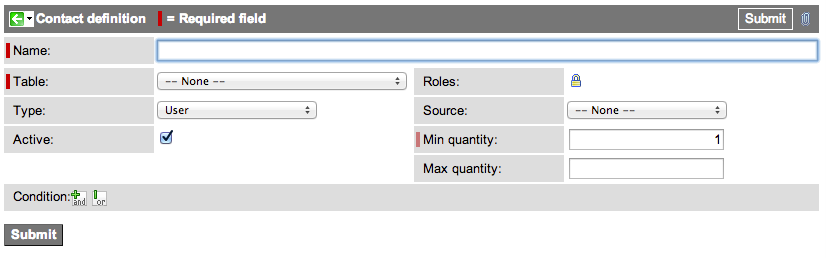 Contact definition = Required field Submit
Name:
Table: -- None -- Roles:
Type: User Source: -- None --
Active: Min quantity: 1
Max quantity:
Condition: and or
Submit